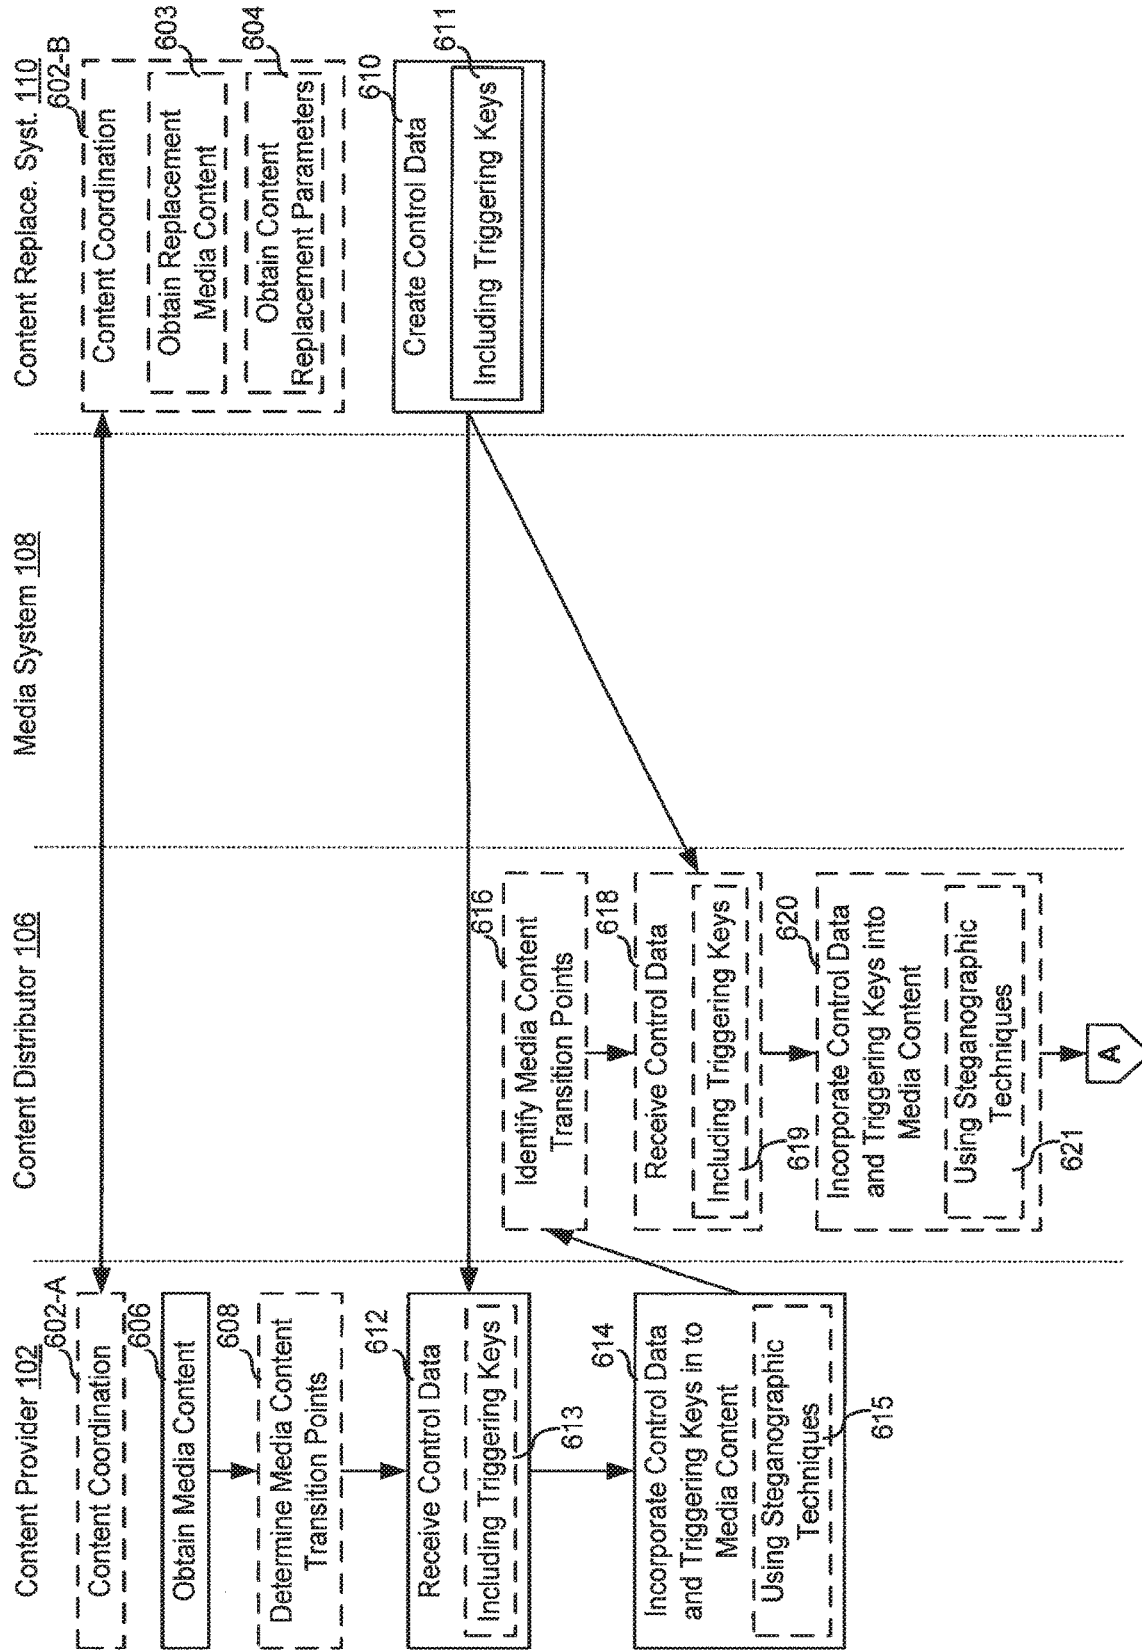 Content Provider 102
Content Distributor 106
Media System 108
Content Replace. Syst. 110
602-A
Content Coordination
606
Obtain Media Content
608
Determine Media Content
Transition Points
612
Receive Control Data
Including Triggering Keys
613
614
Incorporate Control Data
and Triggering Keys in to
Media Content
Using Steganographic
Techniques
615
616
Identify Media Content
Transition Points
618
Receive Control Data
Including Triggering Keys
619
620
Incorporate Control Data
and Triggering Keys into
Media Content
Using Steganographic
Techniques
621
A
602-B
Content Coordination
603
Obtain Replacement
Media Content
604
Obtain Content
Replacement Parameters
610
Create Control Data
611
Including Triggering Keys